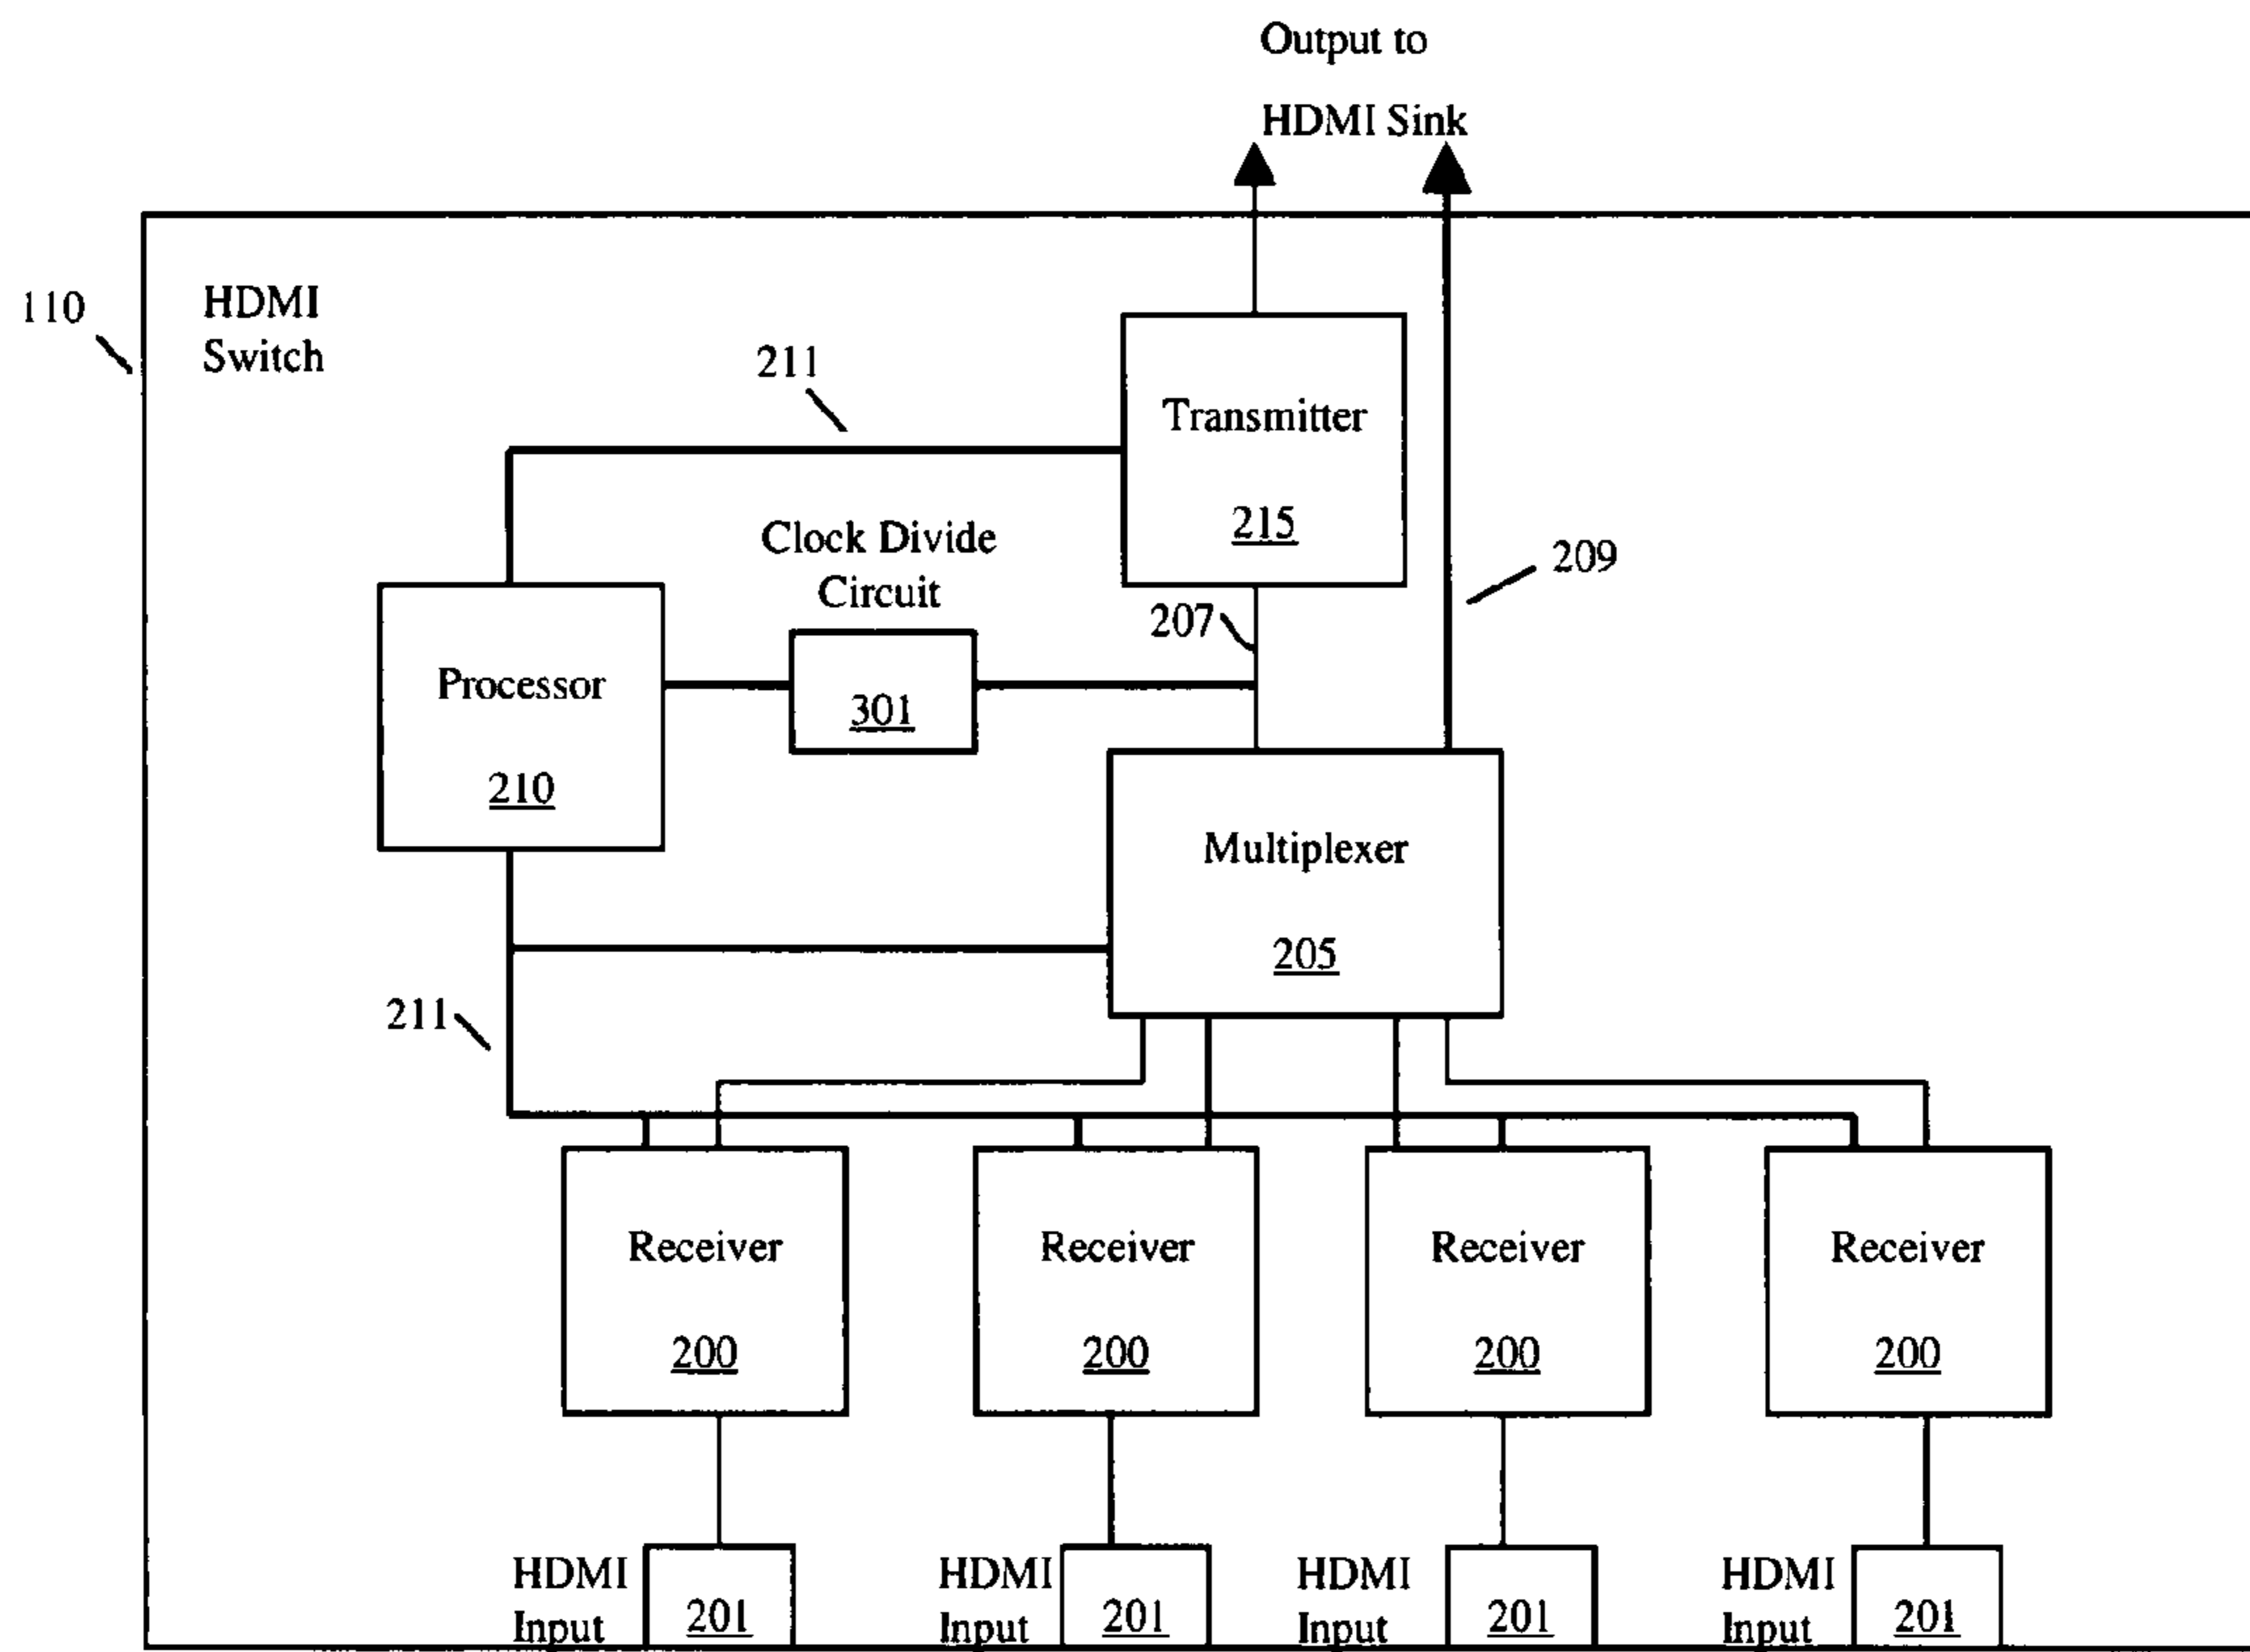 Output to
HDMI Sink
110
HDMI
Switch
211
Transmitter
215
Clock Divide
Circuit
209
207
Processor
210
301
Multiplexer
205
211
Receiver
200
Receiver
200
Receiver
200
Receiver
200
HDMI
Input
201
HDMI
Input
201
HDMI
Input
201
HDMI
Input
201